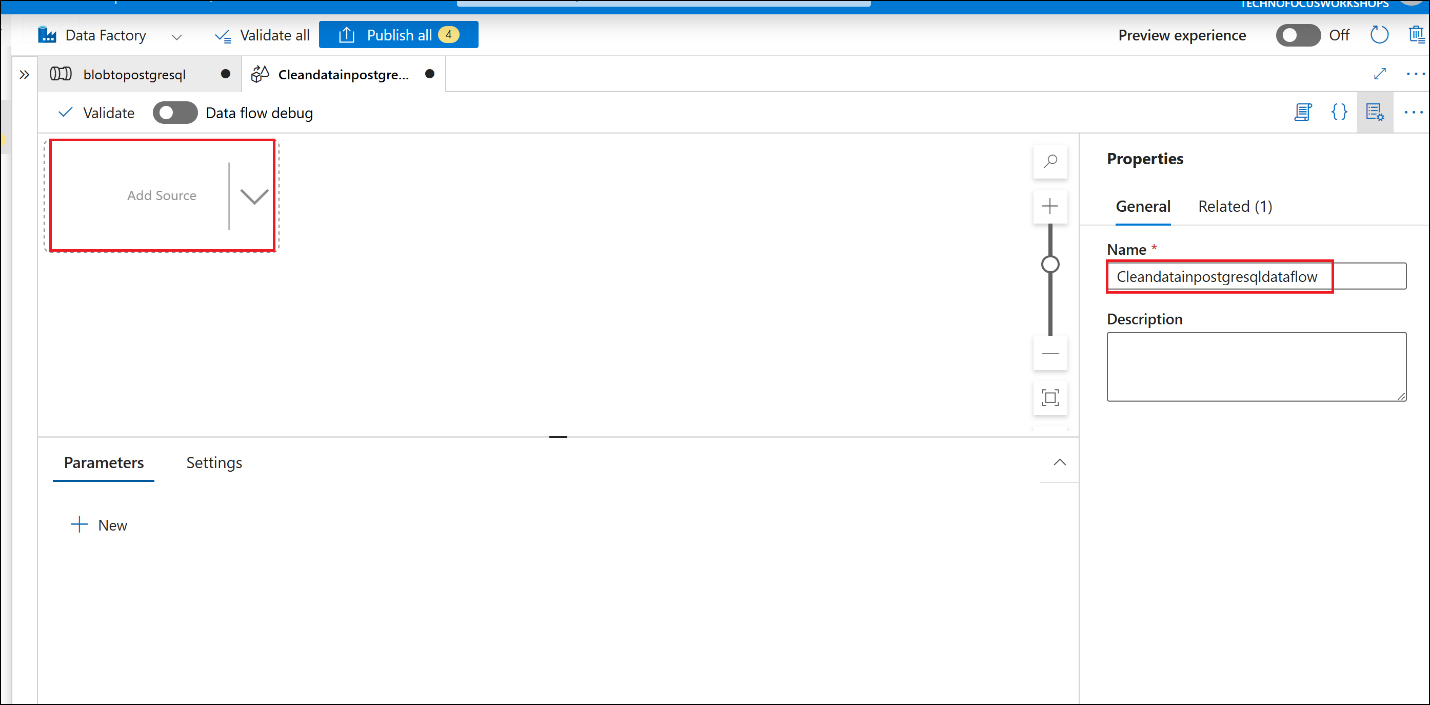 TECHNOFOCUSWORKSHOPS
Data Factory
Validate all
Publish all 4
Preview experience
Off
blobtopostgresql
Cleandatainpostgre...
Validate
Data flow debug
Add Source
Properties
General
Related (1)
Name *
Cleandatainpostgresqldataflow
Description
Parameters
Settings
New